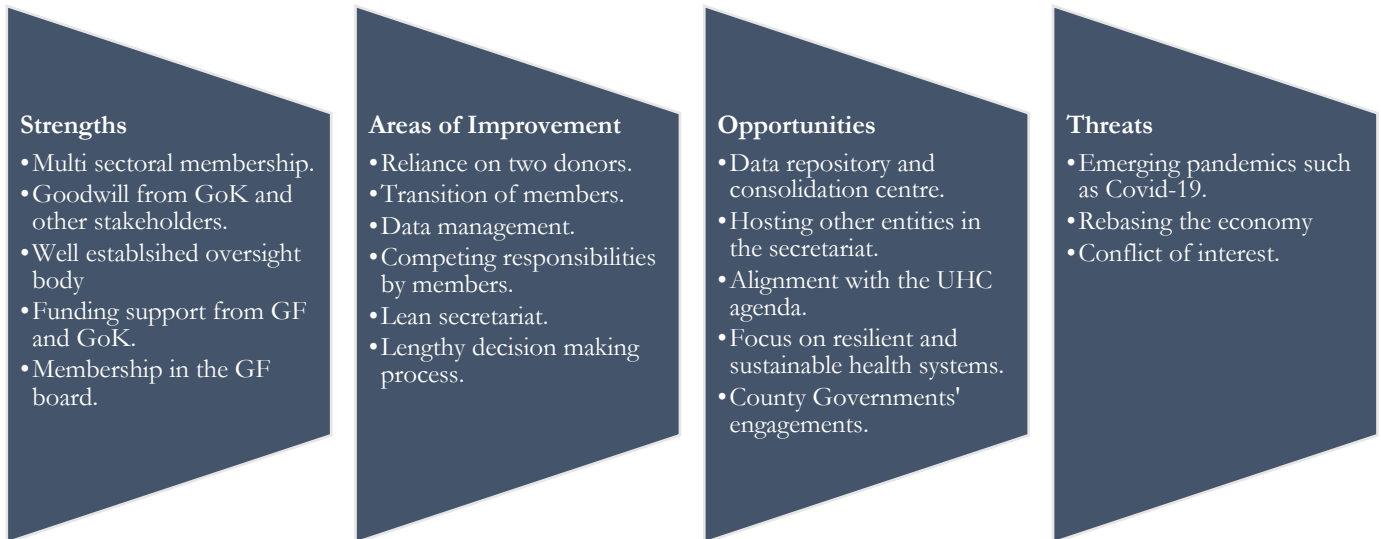 Strengths
•Multi sectoral membership.
•Goodwill from GoK and
other stakeholders.
•Well establsihed oversight
body
•Funding support from GF
and GoK.
•Membership in the GF
board.
Areas of Improvement
•Reliance on two donors.
•Transition of members.
•Data management.
•Competing responsibilities
by members.
•Lean secretariat.
•Lengthy decision making
process.
Opportunities
•Data repository and
consolidation centre.
•Hosting other entities in
the secretariat.
•Alignment with the UHC
agenda.
•Focus on resilient and
sustainable health systems.
•County Governments'
engagements.
Threats
•Emerging pandemics such
as Covid-19.
•Rebasing the economy
•Conflict of interest.